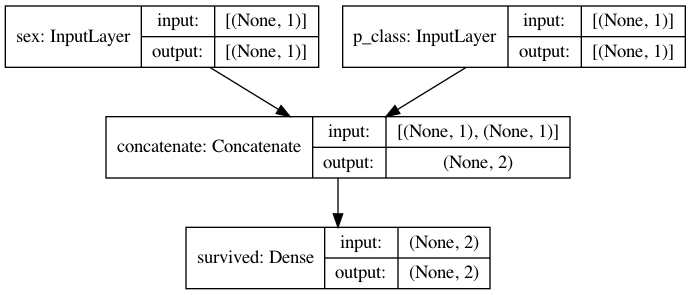 sex: InputLayer
input:
[(None, 1)]
output:
[(None, 1)]
p_class: InputLayer
input:
[(None, 1)]
output:
[(None, 1)]
concatenate: Concatenate
input:
[(None, 1), (None, 1)]
output:
(None, 2)
survived: Dense
input:
(None, 2)
output:
(None, 2)